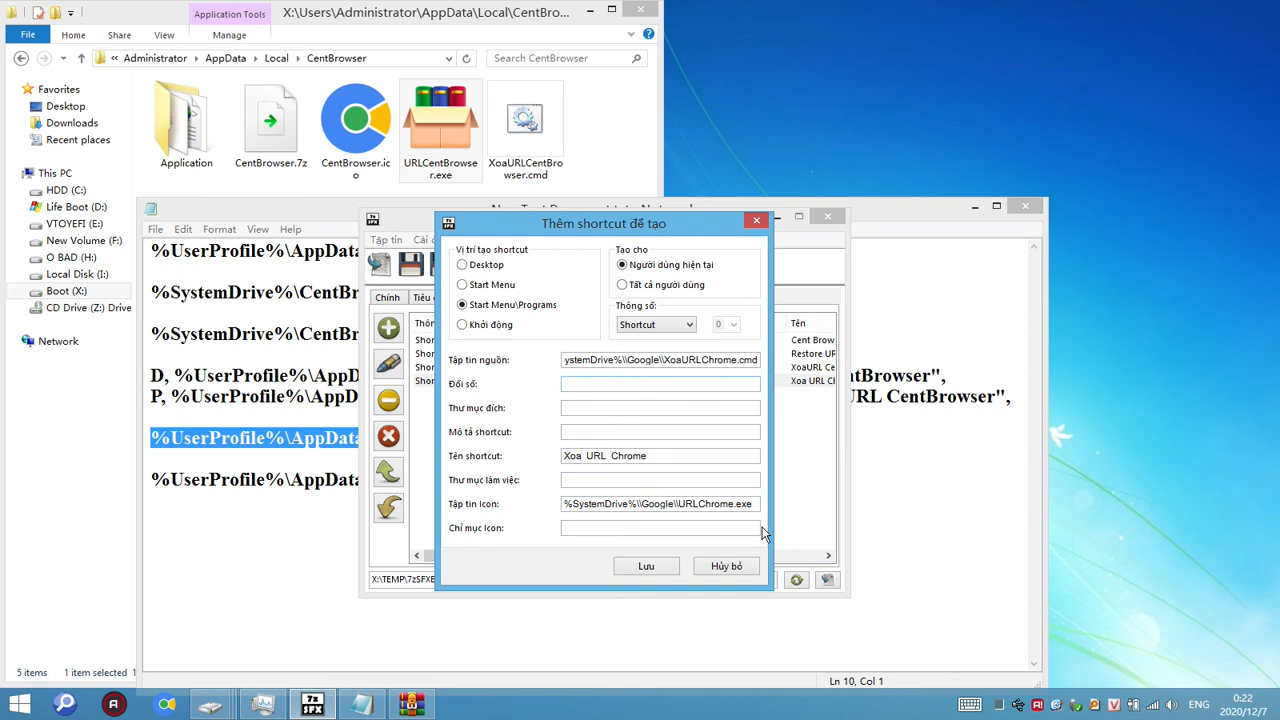 Application Tools
X:\Users\Administrator\AppData\Local\CentBro...
File
Home
Share
View
Manage
Administrator
AppData
Local
CentBrowser
Search CentBrowser
Favorites
Desktop
Downloads
Recent places
This PC
HDD (C:)
Life Boot (D:)
VTOYEFI (E:)
New Volume (F:)
O BAD (H:)
Local Disk (I:)
Boot (X:)
CD Drive (Z:) Drive
Network
Application
CentBrowser.7z
CentBrowser.ic
o
URLCentBrowse
r.exe
XoaURLCentBro
wser.cmd
5 items
1 item selected
File
Edit
Format
View
Help
%UserProfile%\AppData
%SystemDrive%\CentBr
%SystemDrive%\CentBr
D, %UserProfile%\AppD
P, %UserProfile%\AppD
%UserProfile%\AppData
%UserProfile%\AppData
entBrowser",
URL CentBrowser",
Ln 10, Col 1
Tập tin
Chính
Tên
Cent Brow
Restore UR
XoaURL Ce
Xoa URL Ch
Thêm shortcut để tạo
Vị trí tạo shortcut
Desktop
Start Menu
Start Menu\Programs
Khởi động
Tạo cho
Người dùng hiện tại
Tất cả người dùng
Thông số:
Shortcut
0
Tập tin nguồn:
ystemDrive%\\Google\\XoaURLChrome.cmd
Đối số:
Thư mục đích:
Mô tả shortcut:
Tên shortcut:
Xoa URL Chrome
Thư mục làm việc:
Tập tin Icon:
%SystemDrive%\\Google\\URLChrome.exe
Chỉ mục Icon:
Lưu
Hủy bỏ
7z
SFX
ENG
0:22
2020/12/7